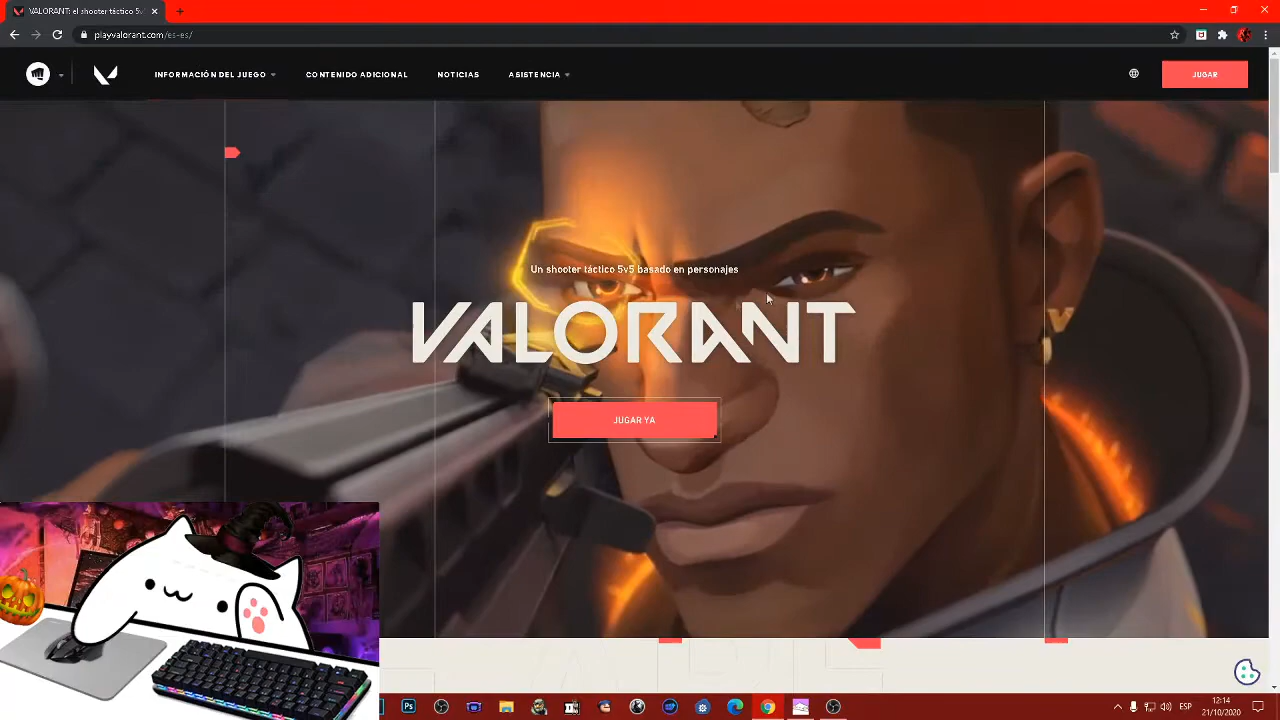 VALORANT: el shooter táctico 5v
playvalorant.com/es-es/
INFORMACIÓN DEL JUEGO
CONTENIDO ADICIONAL
NOTICIAS
ASISTENCIA
JUGAR
Un shooter táctico 5v5 basado en personajes
VALORANT
JUGAR YA
Ps
ESP
12:14
21/10/2020